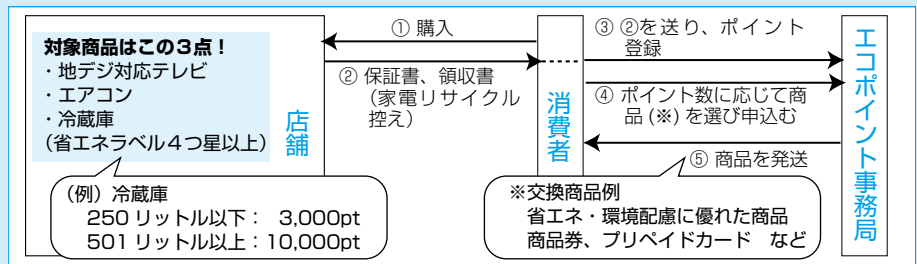 対象商品はこの3点！
・地デジ対応テレビ
・エアコン
・冷蔵庫
（省エネラベル4つ星以上）
店舗
（例）冷蔵庫
250リットル以下： 3,000pt
501リットル以上：10,000pt
① 購入
② 保証書、領収書
（家電リサイクル
控え）
消費者
③ ②を送り、ポイント
登録
④ ポイント数に応じて商
品(※)を選び申込む
⑤ 商品を発送
※交換商品例
省エネ・環境配慮に優れた商品
商品券、プリペイドカード など
エコポイント事務局